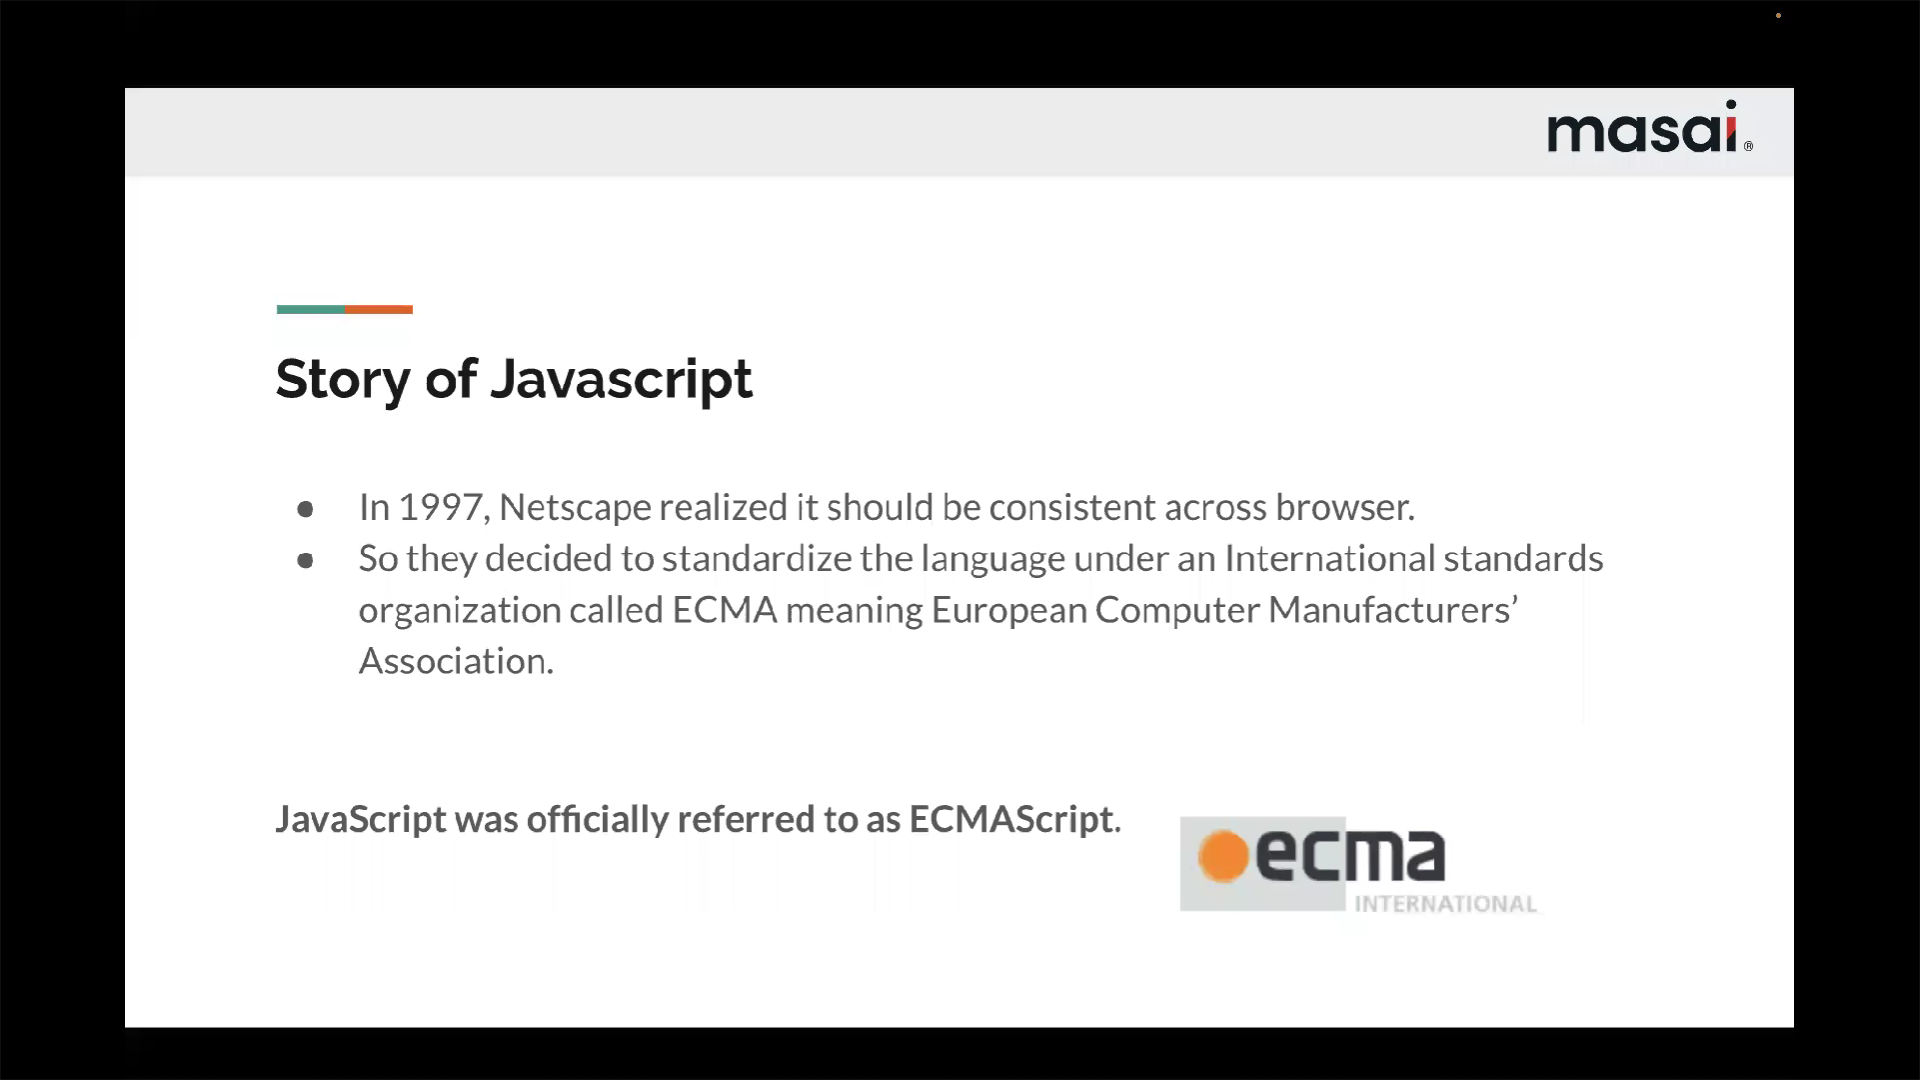 masai®
Story of Javascript
● In 1997, Netscape realized it should be consistent across browser.
● So they decided to standardize the language under an International standards
organization called ECMA meaning European Computer Manufacturers’
Association.
JavaScript was officially referred to as ECMAScript.
ecma
INTERNATIONAL